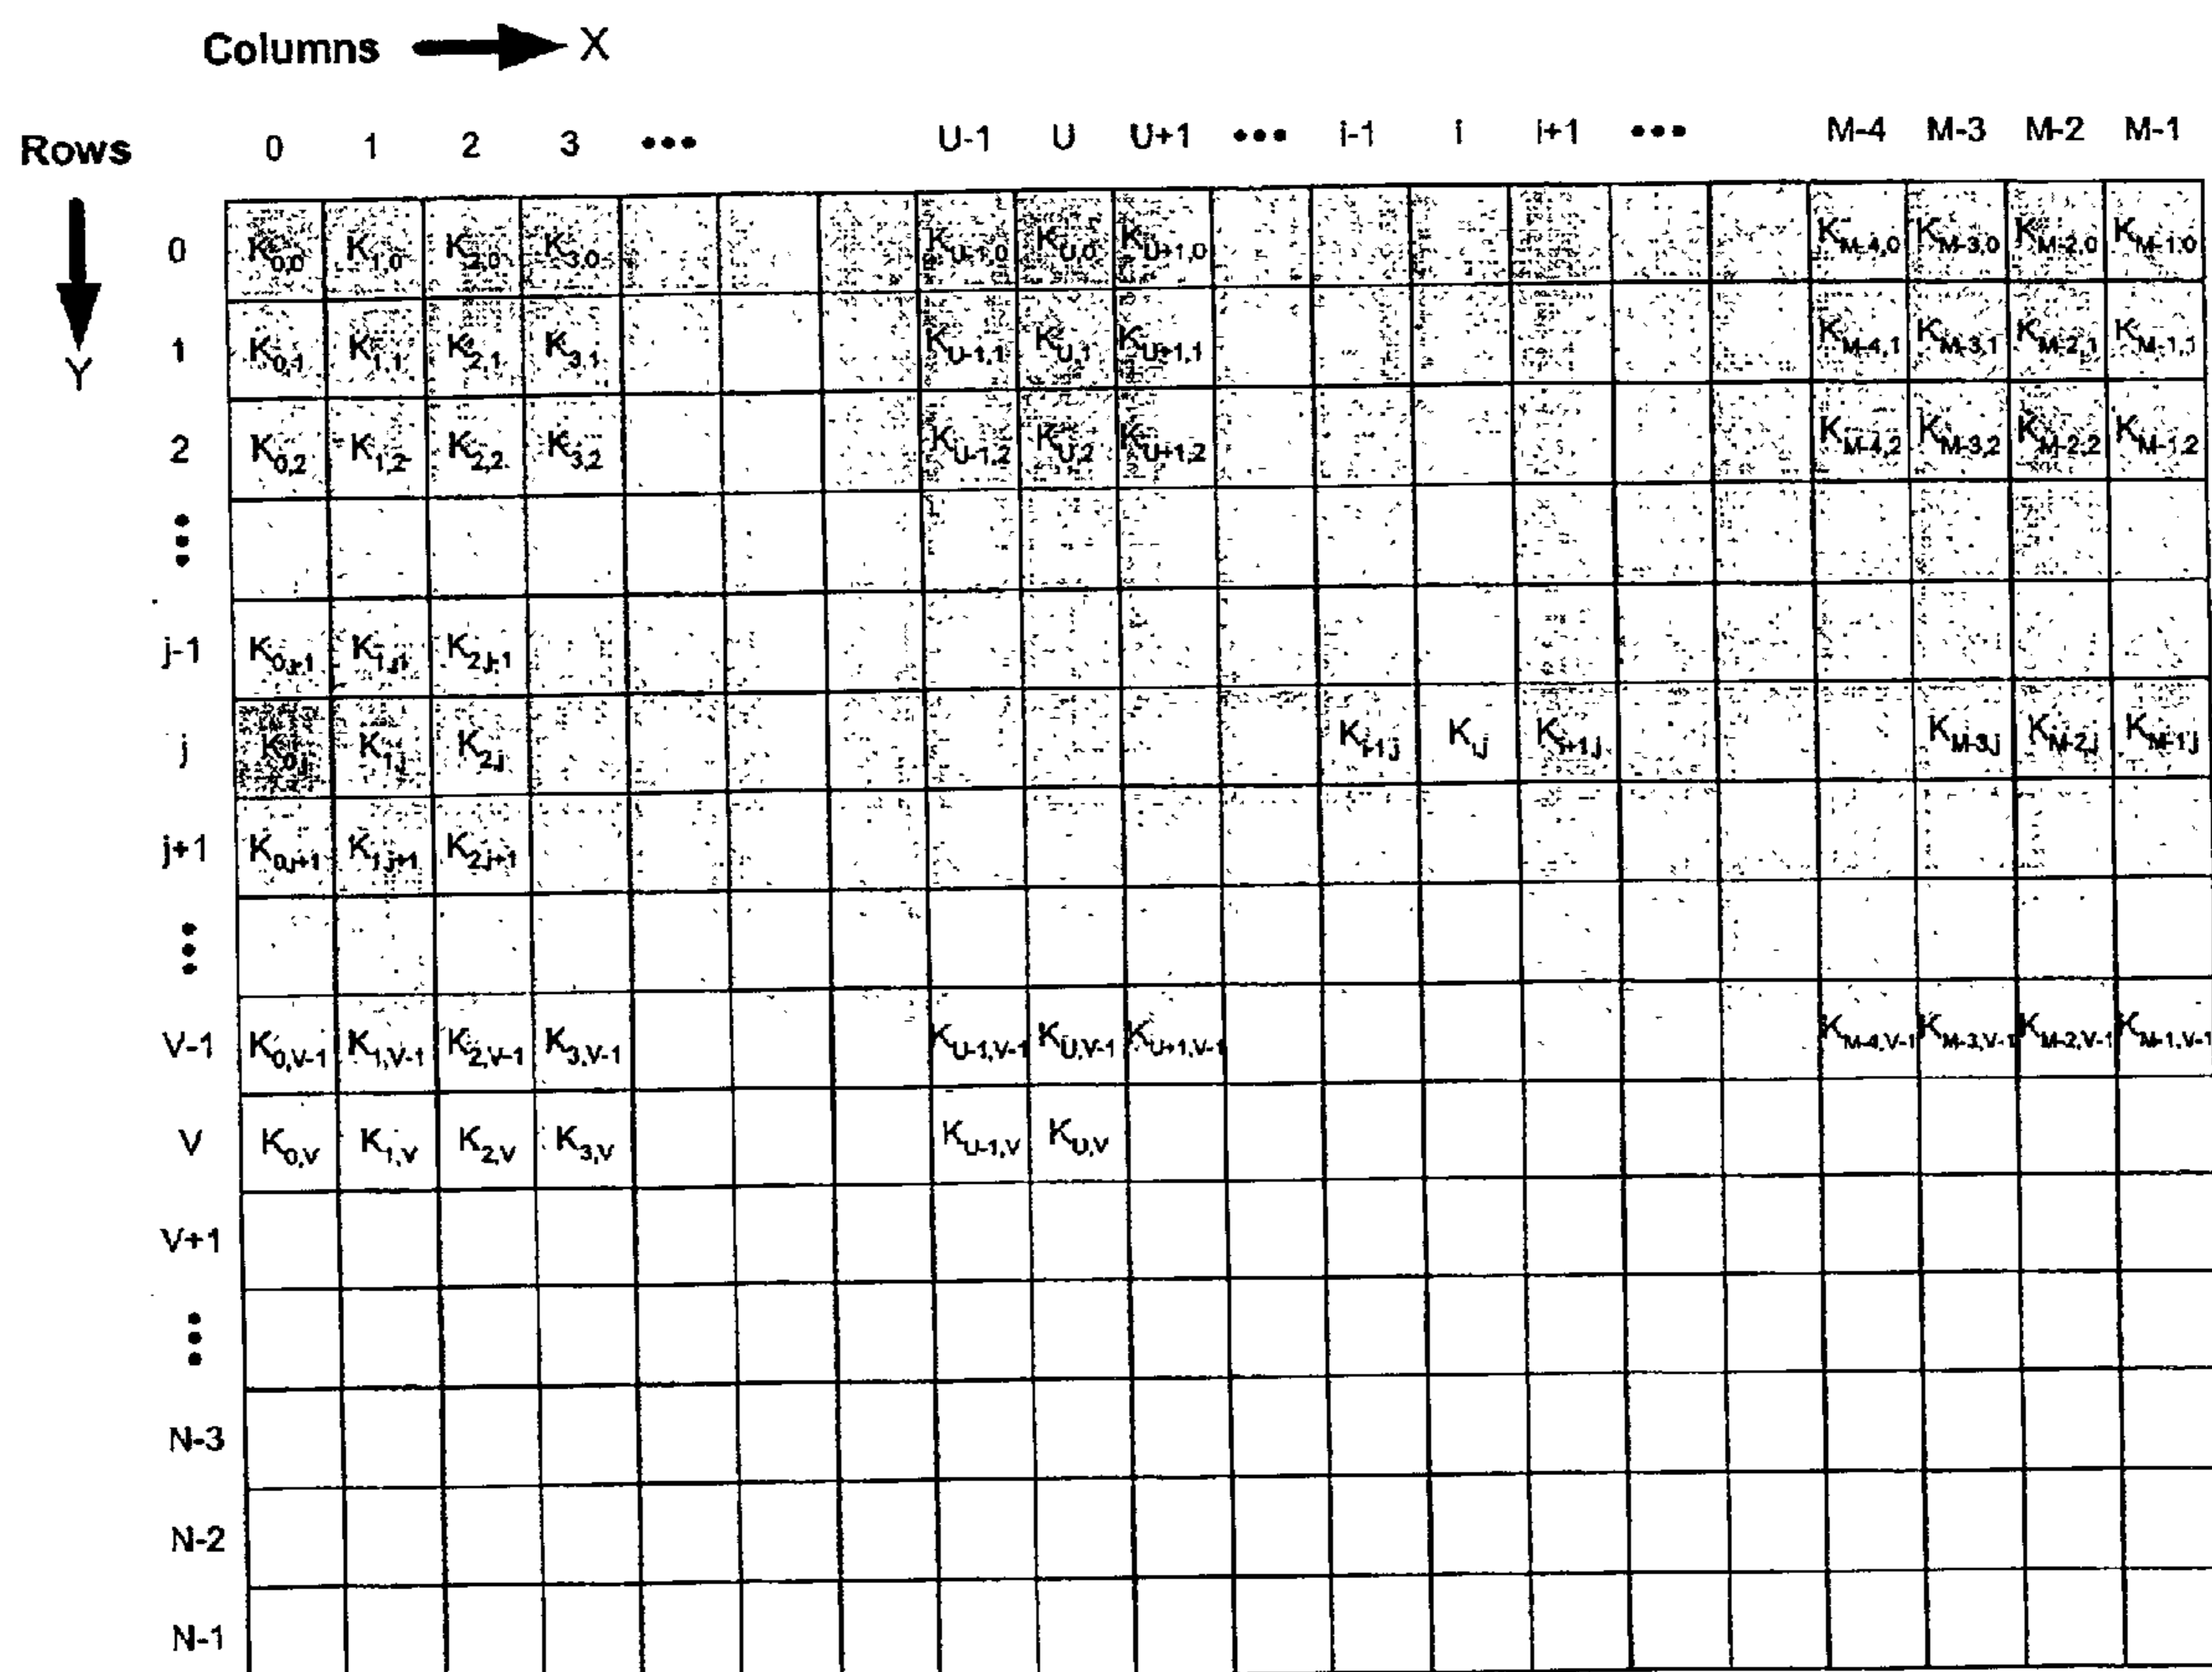 Columns X
Rows 0 1 2 3 ••• U-1 U U+1 ••• i-1 i i+1 ••• M-4 M-3 M-2 M-1
Y
0 K0,0 K1,0 K2,0 K3,0 KU-1,0 KU,0 KU+1,0 KM-4,0 KM-3,0 KM-2,0 KM-1,0
1 K0,1 K1,1 K2,1 K3,1 KU-1,1 KU,1 KU+1,1 KM-4,1 KM-3,1 KM-2,1 KM-1,1
2 K0,2 K1,2 K2,2 K3,2 KU-1,2 KU,2 KU+1,2 KM-4,2 KM-3,2 KM-2,2 KM-1,2
•••
j-1 K0,j-1 K1,j-1 K2,j-1
j K0,j K1,j K2,j Ki-1,j Ki,j Ki+1,j KM-3,j KM-2,j KM-1,j
j+1 K0,j+1 K1,j+1 K2,j+1
•••
V-1 K0,V-1 K1,V-1 K2,V-1 K3,V-1 KU-1,V-1 KU,V-1 KU+1,V-1 KM-4,V-1 KM-3,V-1 KM-2,V-1 KM-1,V-1
V K0,V K1,V K2,V K3,V KU-1,V KU,V
V+1
•••
N-3
N-2
N-1